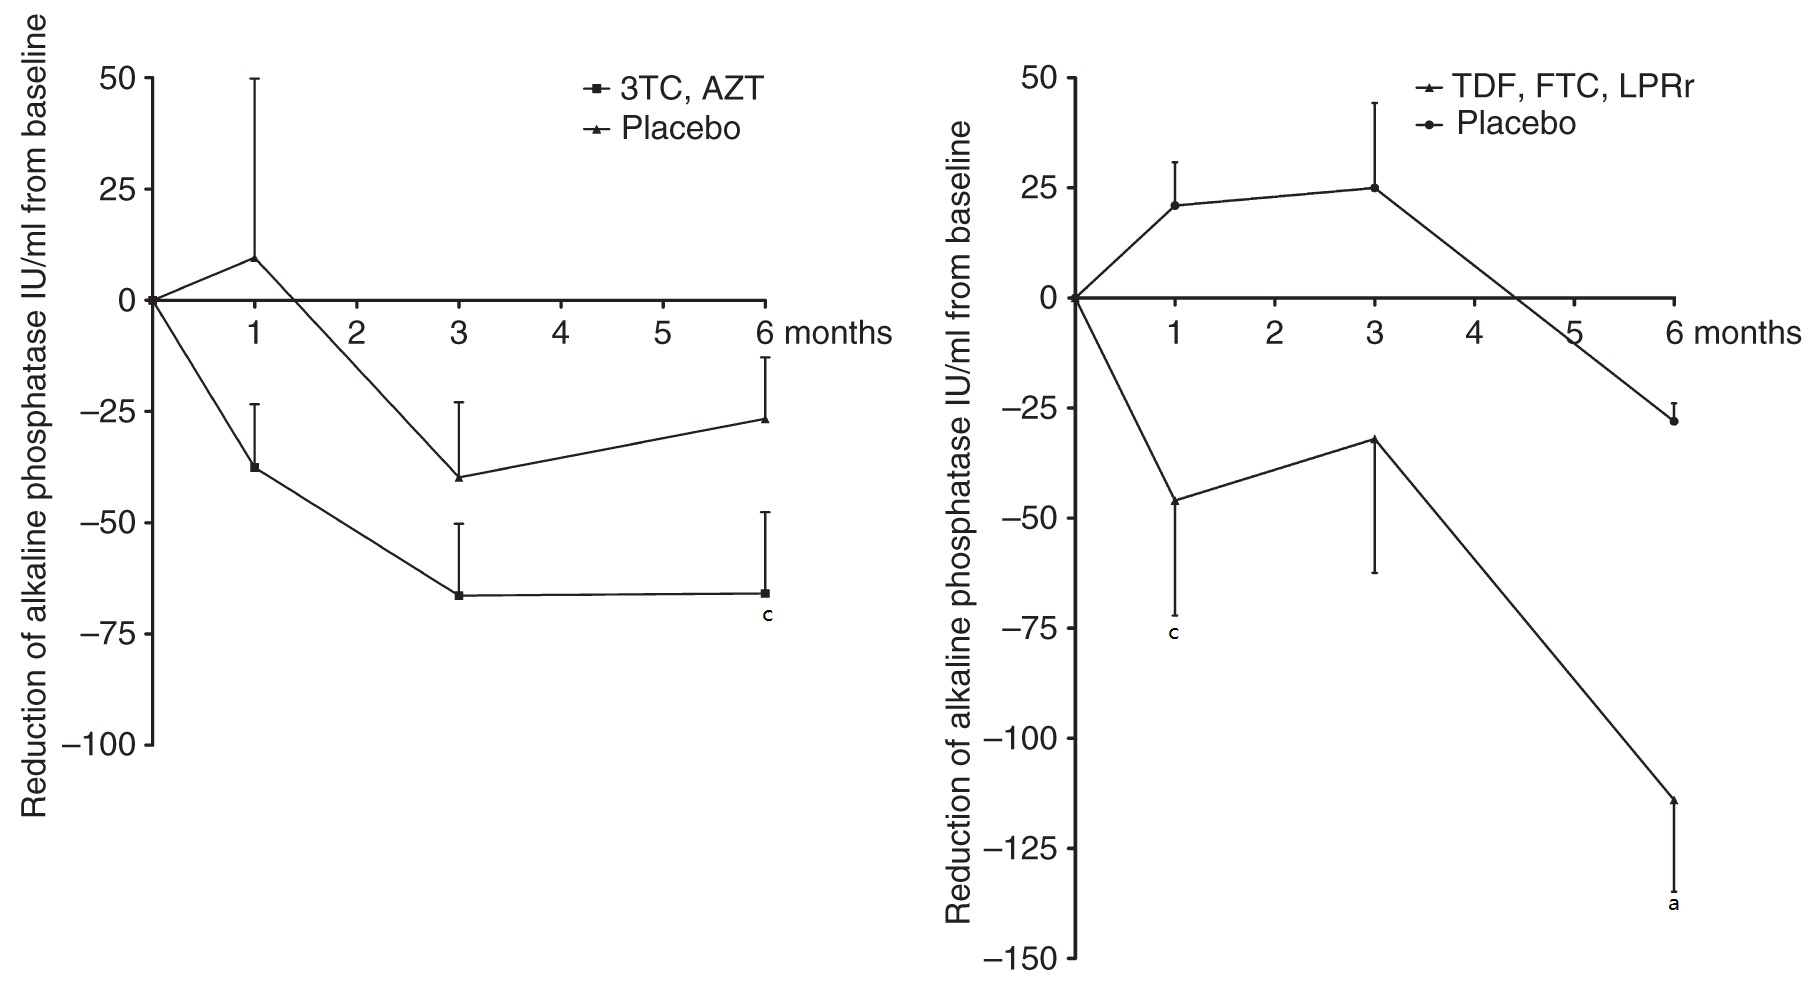 Reduction of alkaline phosphatase IU/ml from baseline
50
25
0
–25
–50
–75
–100
3TC, AZT
Placebo
1 2 3 4 5 6 months
c
Reduction of alkaline phosphatase IU/ml from baseline
50
25
0
–25
–50
–75
–100
–125
–150
TDF, FTC, LPRr
Placebo
1 2 3 4 5 6 months
c
a